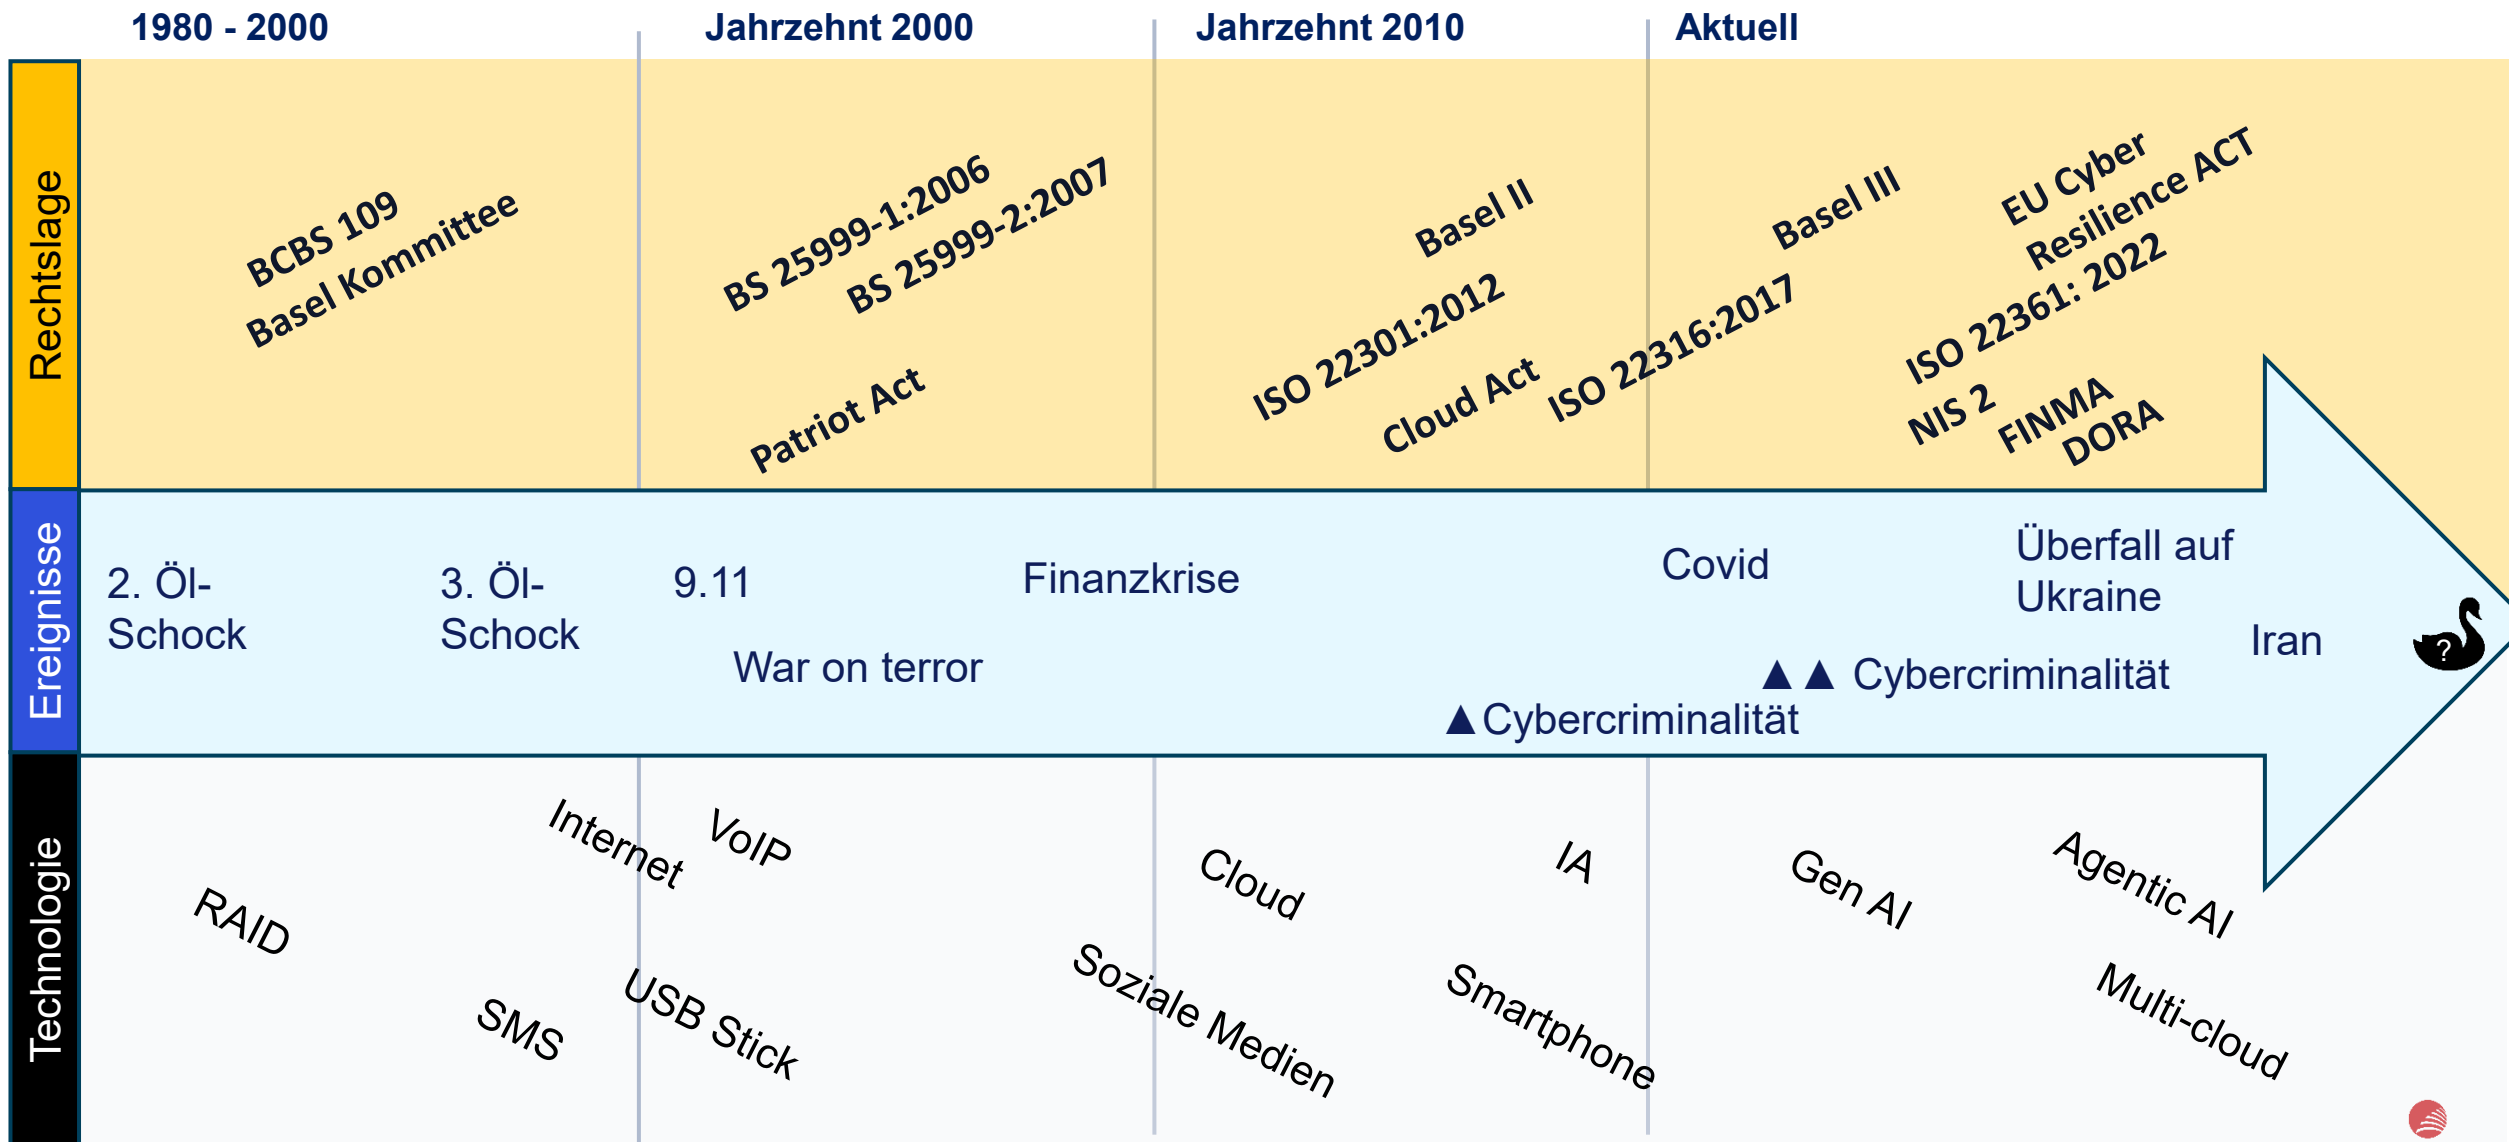 1980 - 2000
Jahrzehnt 2000
Jahrzehnt 2010
Aktuell
Rechtslage
BCBS 109
Basel Kommittee
BS 25999-1:2006
BS 25999-2:2007
Patriot Act
Basel II
ISO 22301:2012
Cloud Act
ISO 22316:2017
Basel III
EU Cyber
Resilience ACT
ISO 22361: 2022
NIS 2
FINMA
DORA
Ereignisse
2. Öl-
Schock
3. Öl-
Schock
9.11
War on terror
Finanzkrise
Covid
▲Cybercriminalität
▲▲ Cybercriminalität
Überfall auf
Ukraine
Iran
?
Technologie
RAID
Internet
SMS
VoIP
USB Stick
Cloud
Soziale Medien
IA
Smartphone
Gen AI
Agentic AI
Multi-cloud